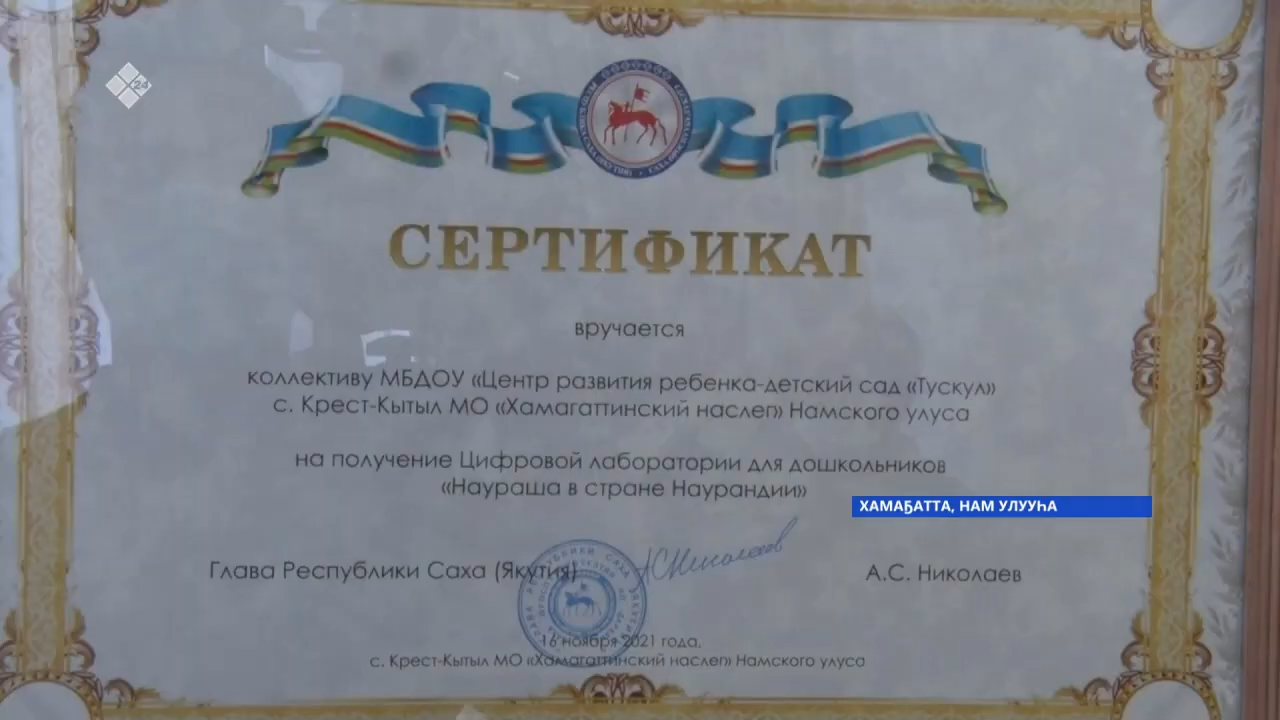 24
СЕРТИФИКАТ
вручается
коллективу МБДОУ «Центр развития ребенка-детский сад «Тускул»
с. Крест-Кытыл МО «Хамагаттинский наслег» Намского улуса
на получение Цифровой лаборатории для дошкольников
«Наураша в стране Наурандии»
ХАМАҔАТТА, НАМ УЛУУҺА
Глава Республики Саха (Якутия)
А.С. Николаев
16 ноября 2021 года,
с. Крест-Кытыл МО «Хамагаттинский наслег» Намского улуса